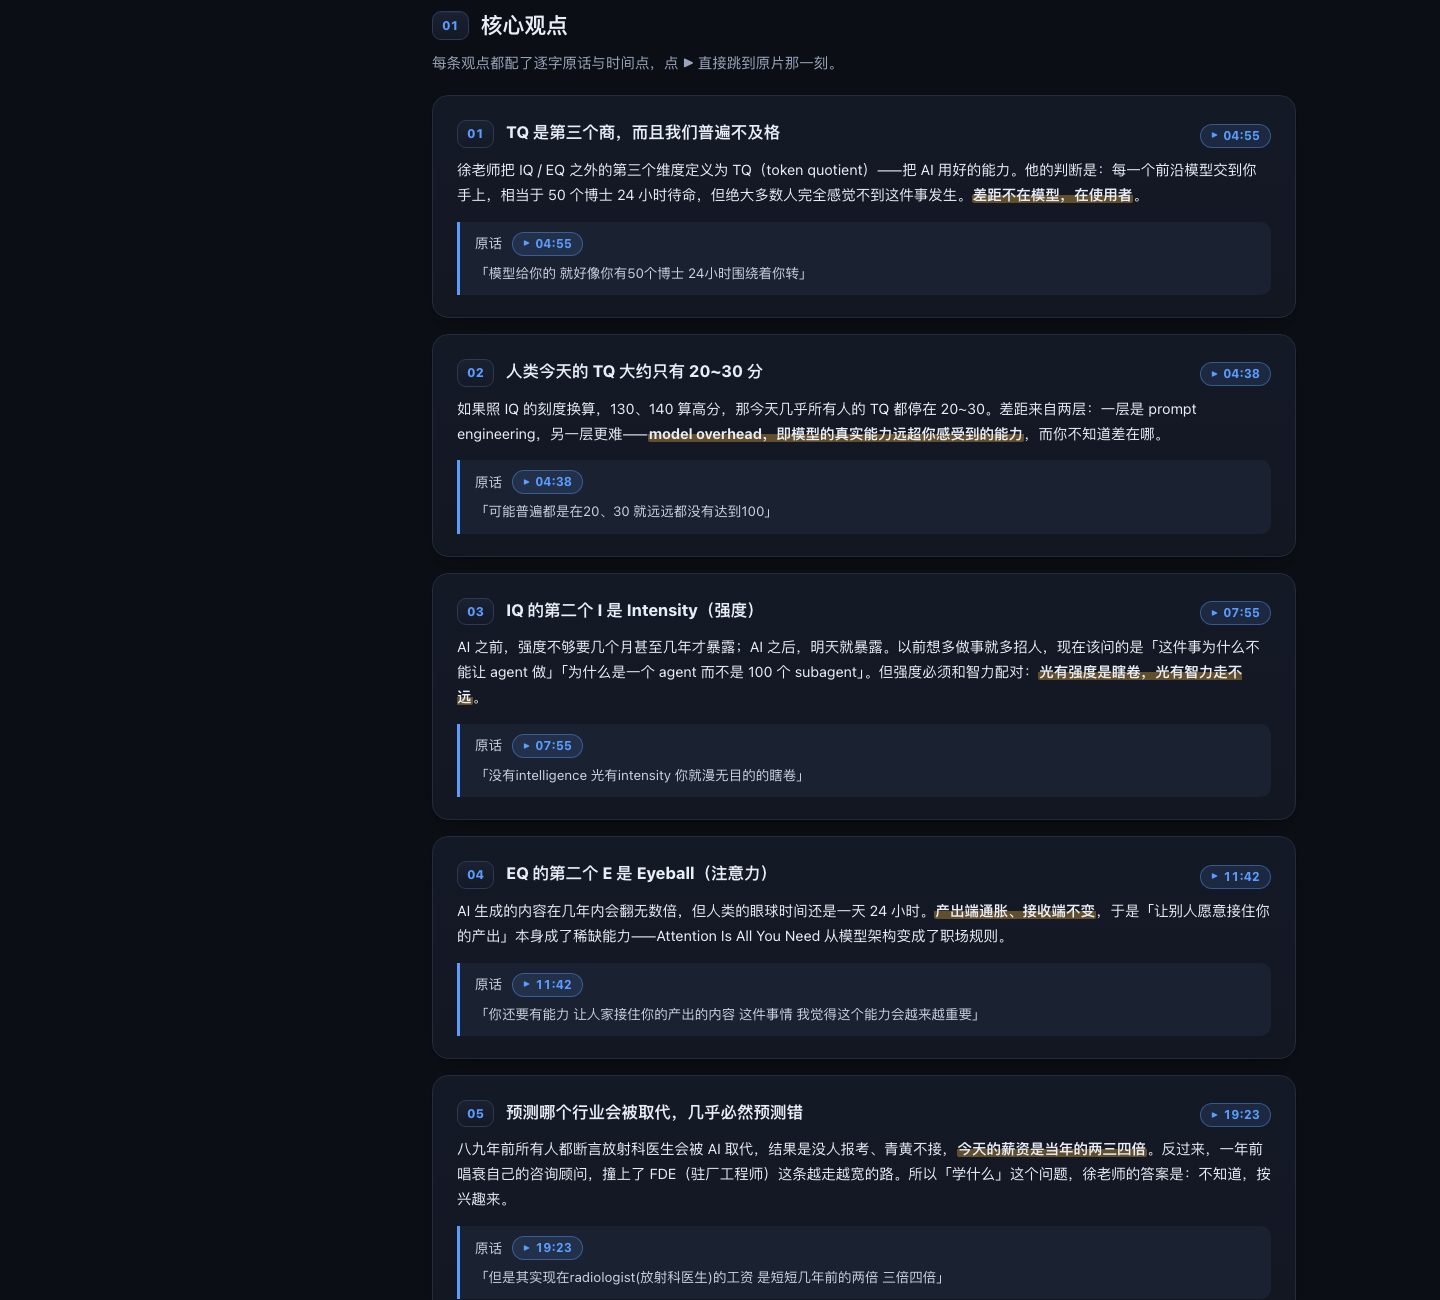 01 核心观点
每条观点都配了逐字原话与时间点，点 ▶ 直接跳到原片那一刻。
01 TQ 是第三个商，而且我们普遍不及格 ▶ 04:55
徐老师把 IQ / EQ 之外的第三个维度定义为 TQ（token quotient）——把 AI 用好的能力。他的判断是：每一个前沿模型交到你
手上，相当于 50 个博士 24 小时待命，但绝大多数人完全感觉不到这件事发生。差距不在模型，在使用者。
原话 ▶ 04:55
「模型给你的 就好像你有50个博士 24小时围绕着你转」
02 人类今天的 TQ 大约只有 20~30 分 ▶ 04:38
如果照 IQ 的刻度换算，130、140 算高分，那今天几乎所有人的 TQ 都停在 20~30。差距来自两层：一层是 prompt
engineering，另一层更难——model overhead，即模型的真实能力远超你感受到的能力，而你不知道差在哪。
原话 ▶ 04:38
「可能普遍都是在20、30 就远远都没有达到100」
03 IQ 的第二个 I 是 Intensity（强度） ▶ 07:55
AI 之前，强度不够要几个月甚至几年才暴露；AI 之后，明天就暴露。以前想多做事就多招人，现在该问的是「这件事为什么不
能让 agent 做」「为什么是一个 agent 而不是 100 个 subagent」。但强度必须和智力配对：光有强度是瞎卷，光有智力走不
远。
原话 ▶ 07:55
「没有intelligence 光有intensity 你就漫无目的的瞎卷」
04 EQ 的第二个 E 是 Eyeball（注意力） ▶ 11:42
AI 生成的内容在几年内会翻无数倍，但人类的眼球时间还是一天 24 小时。产出端通胀、接收端不变，于是「让别人愿意接住你
的产出」本身成了稀缺能力——Attention Is All You Need 从模型架构变成了职场规则。
原话 ▶ 11:42
「你还要有能力 让人家接住你的产出的内容 这件事情 我觉得这个能力会越来越重要」
05 预测哪个行业会被取代，几乎必然预测错 ▶ 19:23
八九年前所有人都断言放射科医生会被 AI 取代，结果是没人报考、青黄不接，今天的薪资是当年的两三四倍。反过来，一年前
唱衰自己的咨询顾问，撞上了 FDE（驻厂工程师）这条越走越宽的路。所以「学什么」这个问题，徐老师的答案是：不知道，按
兴趣来。
原话 ▶ 19:23
「但是其实现在radiologist(放射科医生)的工资 是短短几年前的两倍 三倍四倍」